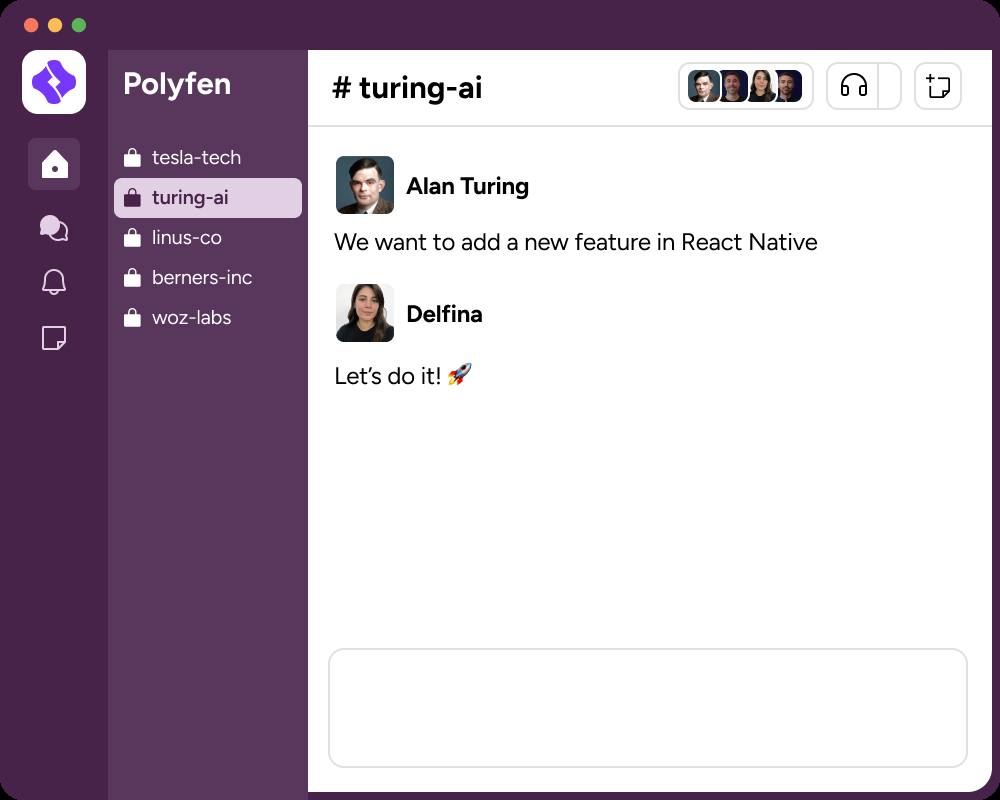 Polyfen
tesla-tech
turing-ai
linus-co
berners-inc
woz-labs
# turing-ai
Alan Turing
We want to add a new feature in React Native
Delfina
Let’s do it! 🚀